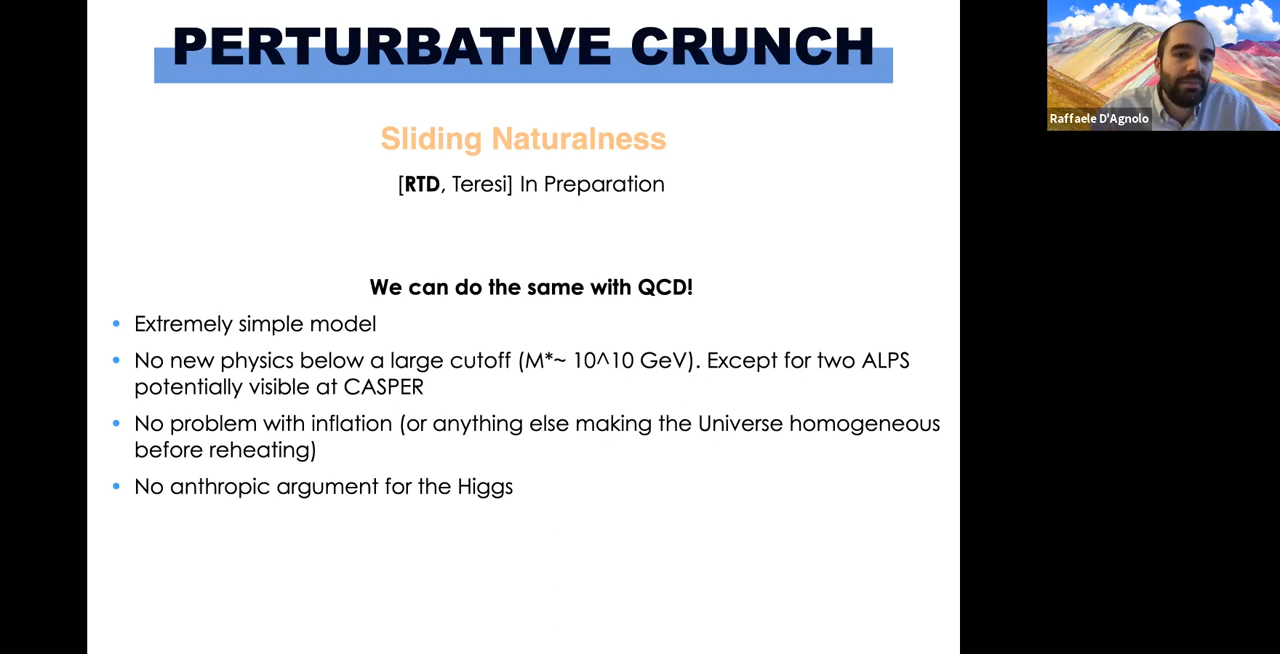 PERTURBATIVE CRUNCH
Raffaele D'Agnolo
Sliding Naturalness
[RTD, Teresi] In Preparation
We can do the same with QCD!
• Extremely simple model
• No new physics below a large cutoff (M*~ 10^10 GeV). Except for two ALPS
potentially visible at CASPER
• No problem with inflation (or anything else making the Universe homogeneous
before reheating)
• No anthropic argument for the Higgs